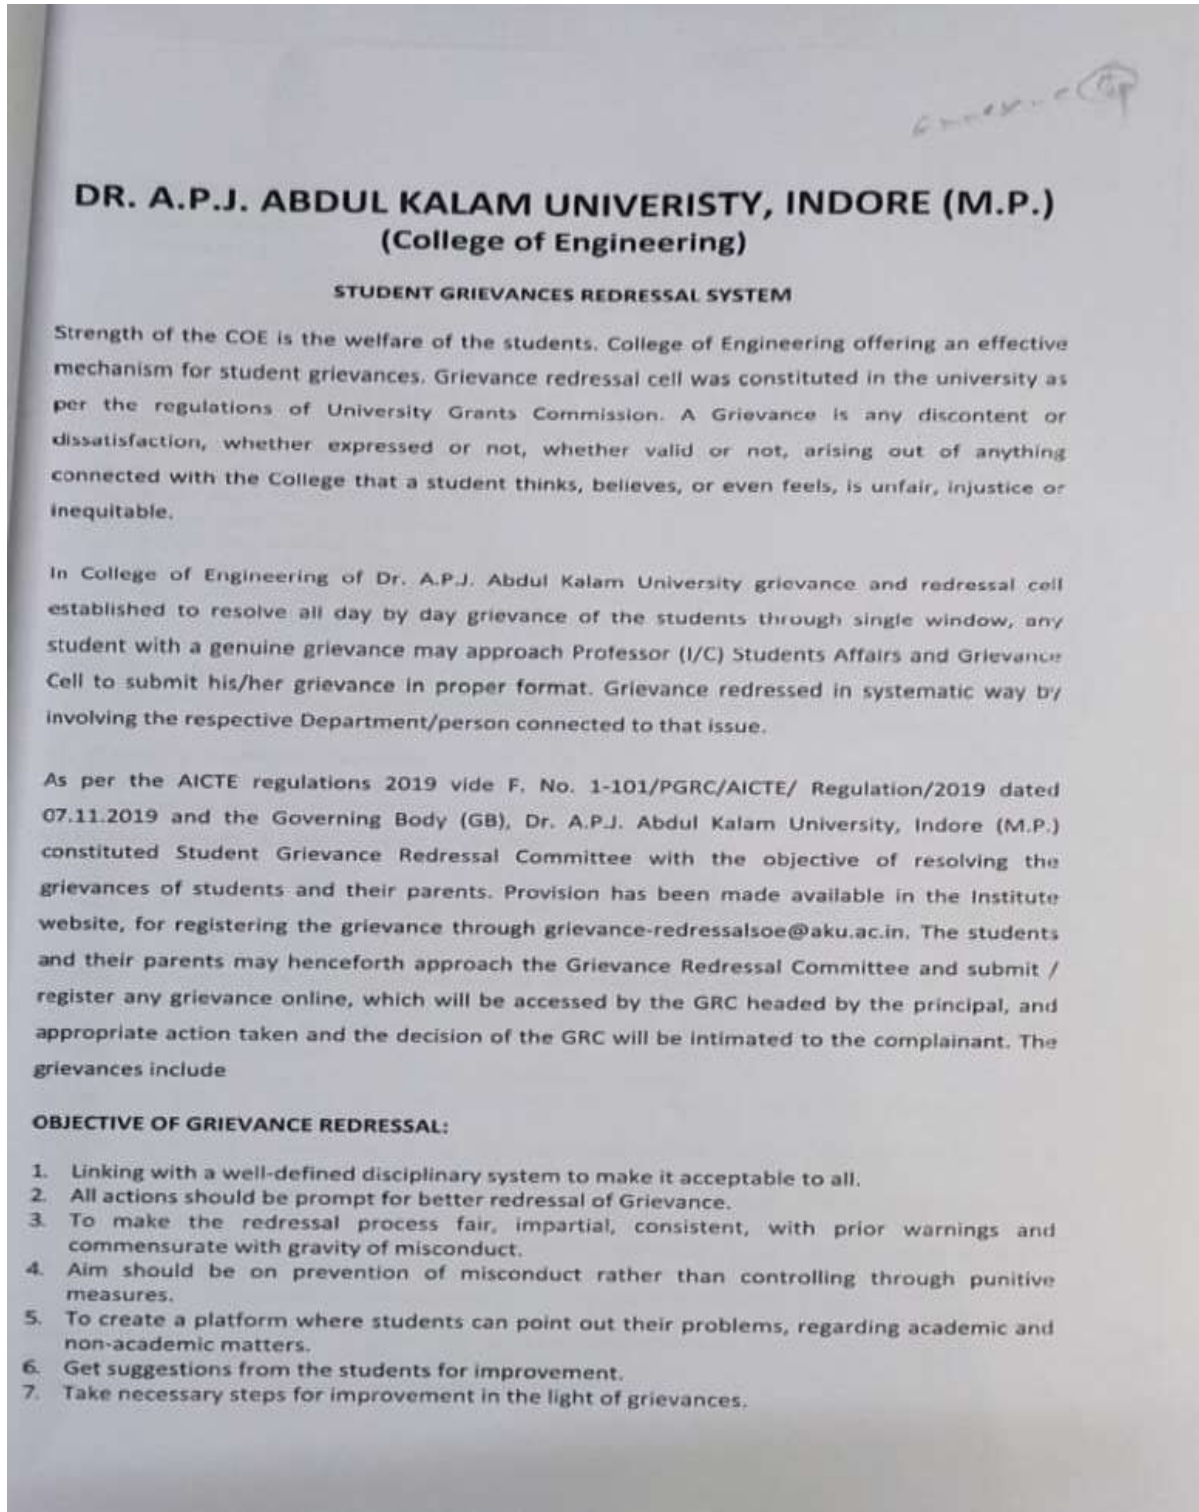 DR. A.P.J. ABDUL KALAM UNIVERISTY, INDORE (M.P.)
(College of Engineering)
STUDENT GRIEVANCES REDRESSAL SYSTEM
Strength of the COE is the welfare of the students. College of Engineering offering an effective
mechanism for student grievances. Grievance redressal cell was constituted in the university as
per the regulations of University Grants Commission. A Grievance is any discontent or
dissatisfaction, whether expressed or not, whether valid or not, arising out of anything
connected with the College that a student thinks, believes, or even feels, is unfair, injustice or
inequitable.
In College of Engineering of Dr. A.P.J. Abdul Kalam University grievance and redressal cell
established to resolve all day by day grievance of the students through single window, any
student with a genuine grievance may approach Professor (I/C) Students Affairs and Grievance
Cell to submit his/her grievance in proper format. Grievance redressed in systematic way by
involving the respective Department/person connected to that issue.
As per the AICTE regulations 2019 vide F. No. 1-101/PGRC/AICTE/ Regulation/2019 dated
07.11.2019 and the Governing Body (GB), Dr. A.P.J. Abdul Kalam University, Indore (M.P.)
constituted Student Grievance Redressal Committee with the objective of resolving the
grievances of students and their parents. Provision has been made available in the Institute
website, for registering the grievance through grievance-redressalsoe@aku.ac.in. The students
and their parents may henceforth approach the Grievance Redressal Committee and submit /
register any grievance online, which will be accessed by the GRC headed by the principal, and
appropriate action taken and the decision of the GRC will be intimated to the complainant. The
grievances include
OBJECTIVE OF GRIEVANCE REDRESSAL:
1. Linking with a well-defined disciplinary system to make it acceptable to all.
2. All actions should be prompt for better redressal of Grievance.
3. To make the redressal process fair, impartial, consistent, with prior warnings and
commensurate with gravity of misconduct.
4. Aim should be on prevention of misconduct rather than controlling through punitive
measures.
5. To create a platform where students can point out their problems, regarding academic and
non-academic matters.
6. Get suggestions from the students for improvement.
7. Take necessary steps for improvement in the light of grievances.